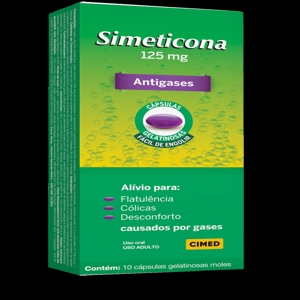 Simeticona
125 mg
Antigases
CÁPSULAS
GELATINOSAS
FÁCIL DE ENGOLIR
Alívio para:
Flatulência
Cólicas
Desconforto
causados por gases
Uso oral
USO ADULTO
CIMED
Contém: 10 cápsulas gelatinosas moles